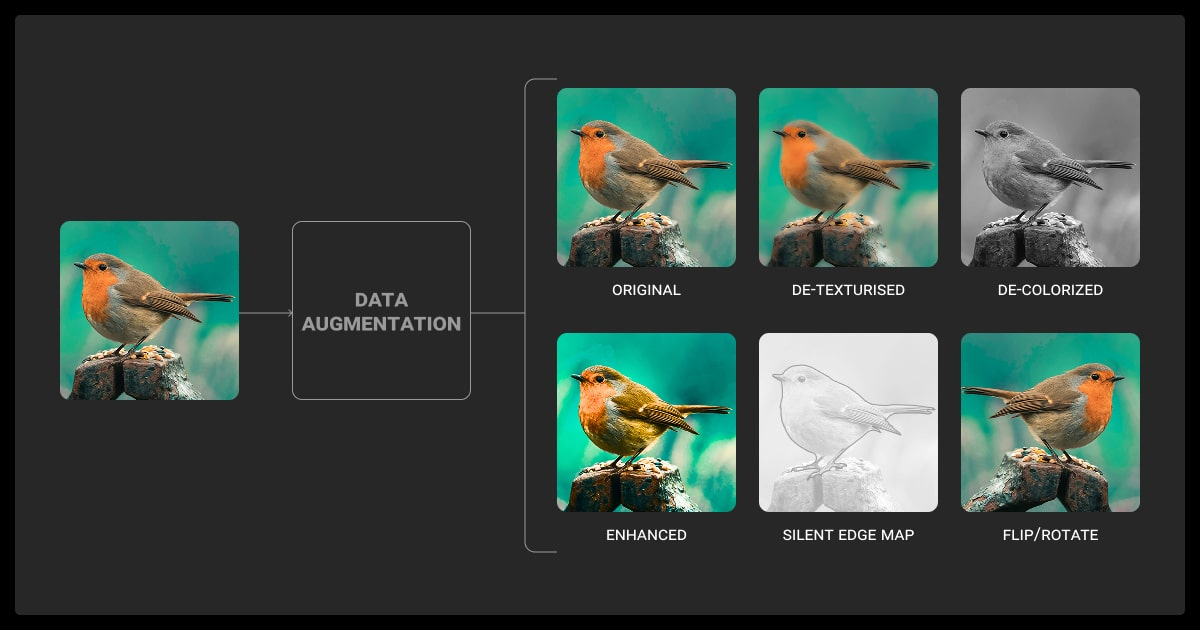 DATA
AUGMENTATION
ORIGINAL
DE-TEXTURISED
DE-COLORIZED
ENHANCED
SILENT EDGE MAP
FLIP/ROTATE